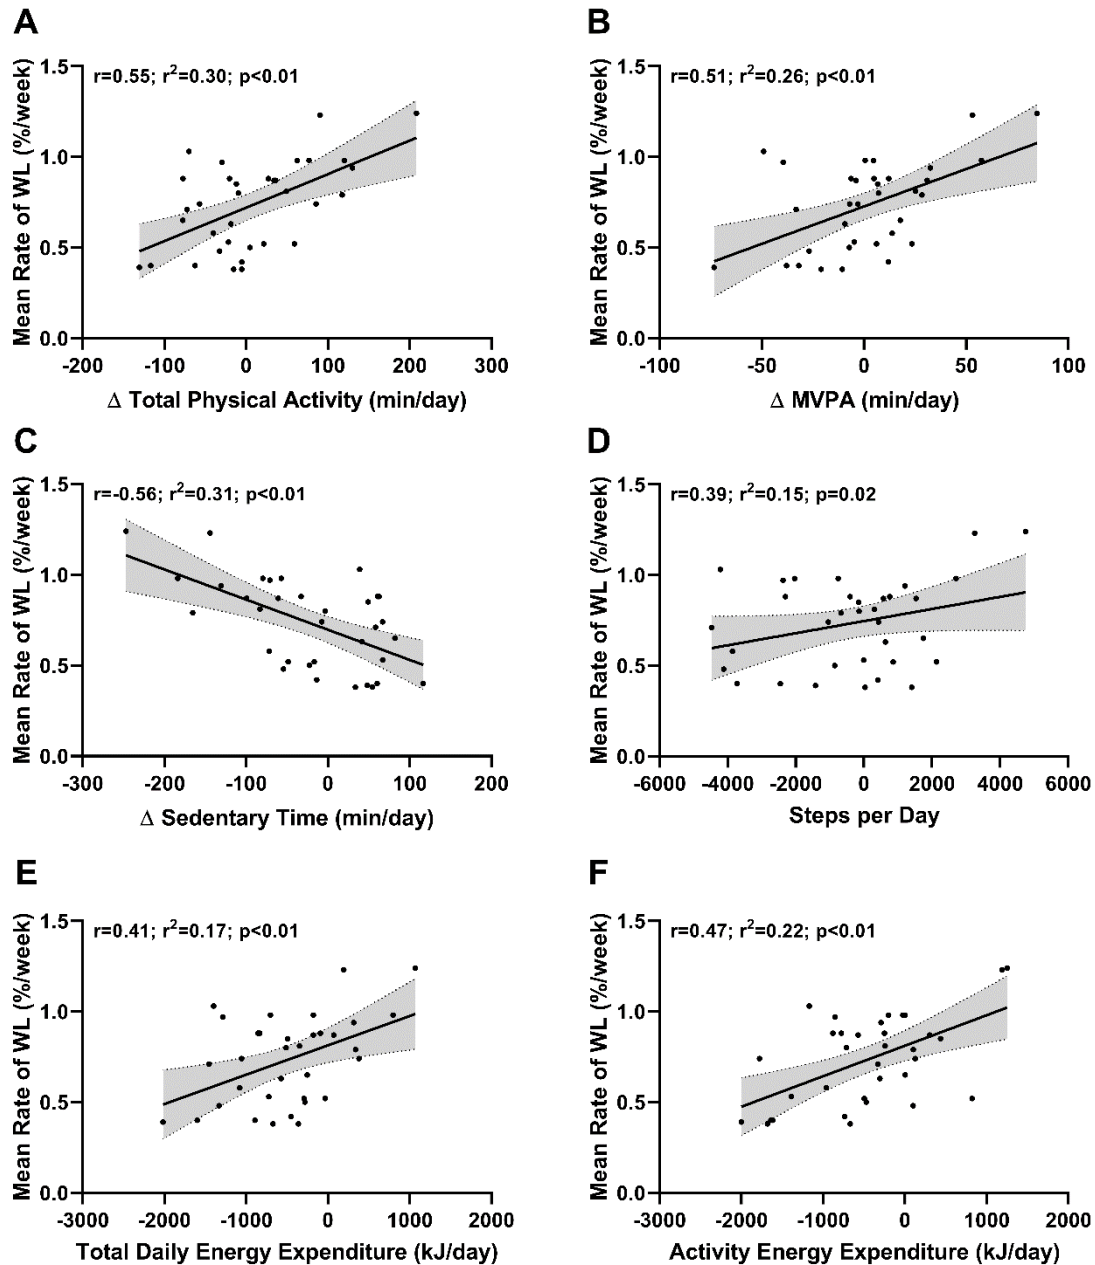 A
r=0.55; r²=0.30; p<0.01
Mean Rate of WL (%/week)
1.5
1.0
0.5
0.0
-200 -100 0 100 200 300
Δ Total Physical Activity (min/day)
B
r=0.51; r²=0.26; p<0.01
Mean Rate of WL (%/week)
1.5
1.0
0.5
0.0
-100 -50 0 50 100
Δ MVPA (min/day)
C
r=-0.56; r²=0.31; p<0.01
Mean Rate of WL (%/week)
1.5
1.0
0.5
0.0
-300 -200 -100 0 100 200
Δ Sedentary Time (min/day)
D
r=0.39; r²=0.15; p=0.02
Mean Rate of WL (%/week)
1.5
1.0
0.5
0.0
-6000 -4000 -2000 0 2000 4000 6000
Steps per Day
E
r=0.41; r²=0.17; p<0.01
Mean Rate of WL (%/week)
1.5
1.0
0.5
0.0
-3000 -2000 -1000 0 1000 2000
Total Daily Energy Expenditure (kJ/day)
F
r=0.47; r²=0.22; p<0.01
Mean Rate of WL (%/week)
1.5
1.0
0.5
0.0
-3000 -2000 -1000 0 1000 2000
Activity Energy Expenditure (kJ/day)